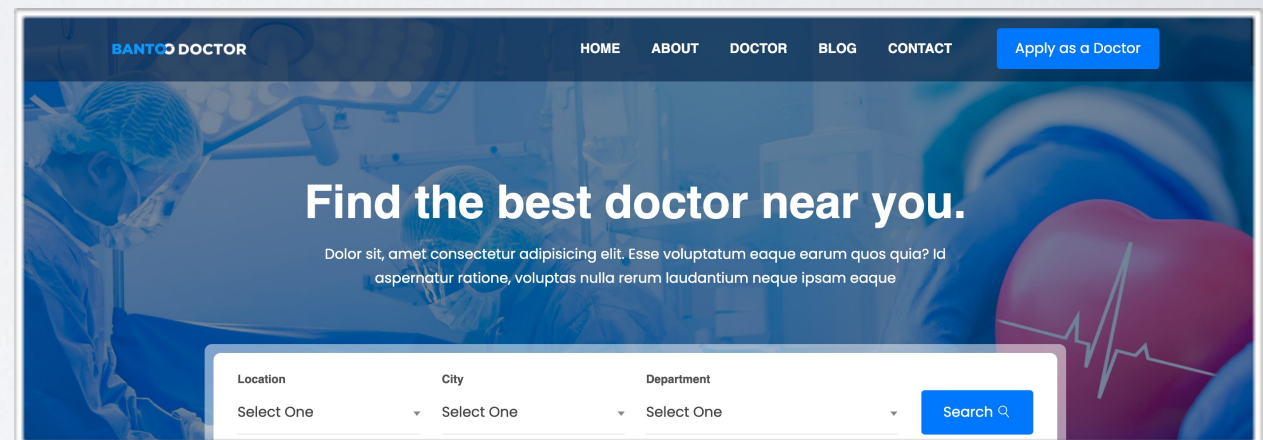 BANTOO DOCTOR
HOME ABOUT DOCTOR BLOG CONTACT Apply as a Doctor
Find the best doctor near you.
Dolor sit, amet consectetur adipisicing elit. Esse voluptatum eaque earum quos quia? Id
aspernatur ratione, voluptas nulla rerum laudantium neque ipsam eaque
Location City Department
Select One Select One Select One Search